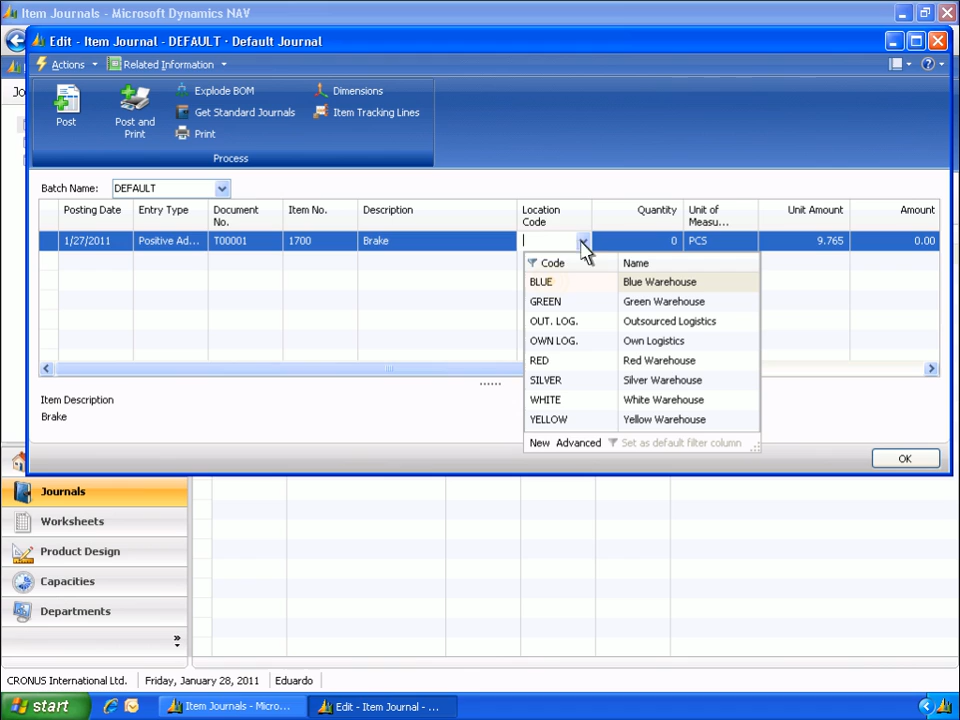 Item Journals - Microsoft Dynamics NAV
Edit - Item Journal - DEFAULT · Default Journal
Actions
Related Information
Jo
Post
Post and Print
Explode BOM
Get Standard Journals
Print
Dimensions
Item Tracking Lines
Process
Batch Name:
DEFAULT
Posting Date
Entry Type
Document No.
Item No.
Description
Location Code
Quantity
Unit of Measu...
Unit Amount
Amount
1/27/2011
Positive Ad...
T00001
1700
Brake
0
PCS
9.765
0.00
Code
Name
BLUE
Blue Warehouse
GREEN
Green Warehouse
OUT. LOG.
Outsourced Logistics
OWN LOG.
Own Logistics
RED
Red Warehouse
SILVER
Silver Warehouse
WHITE
White Warehouse
YELLOW
Yellow Warehouse
New
Advanced
Set as default filter column
Item Description
Brake
OK
Journals
Worksheets
Product Design
Capacities
Departments
CRONUS International Ltd.
Friday, January 28, 2011
Eduardo
start
Item Journals - Micro...
Edit - Item Journal - ...